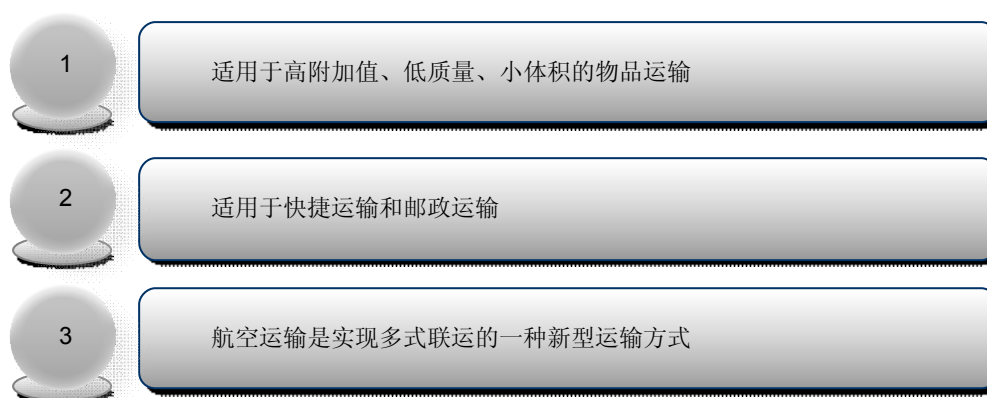 1
适用于高附加值、低质量、小体积的物品运输
2
适用于快捷运输和邮政运输
3
航空运输是实现多式联运的一种新型运输方式